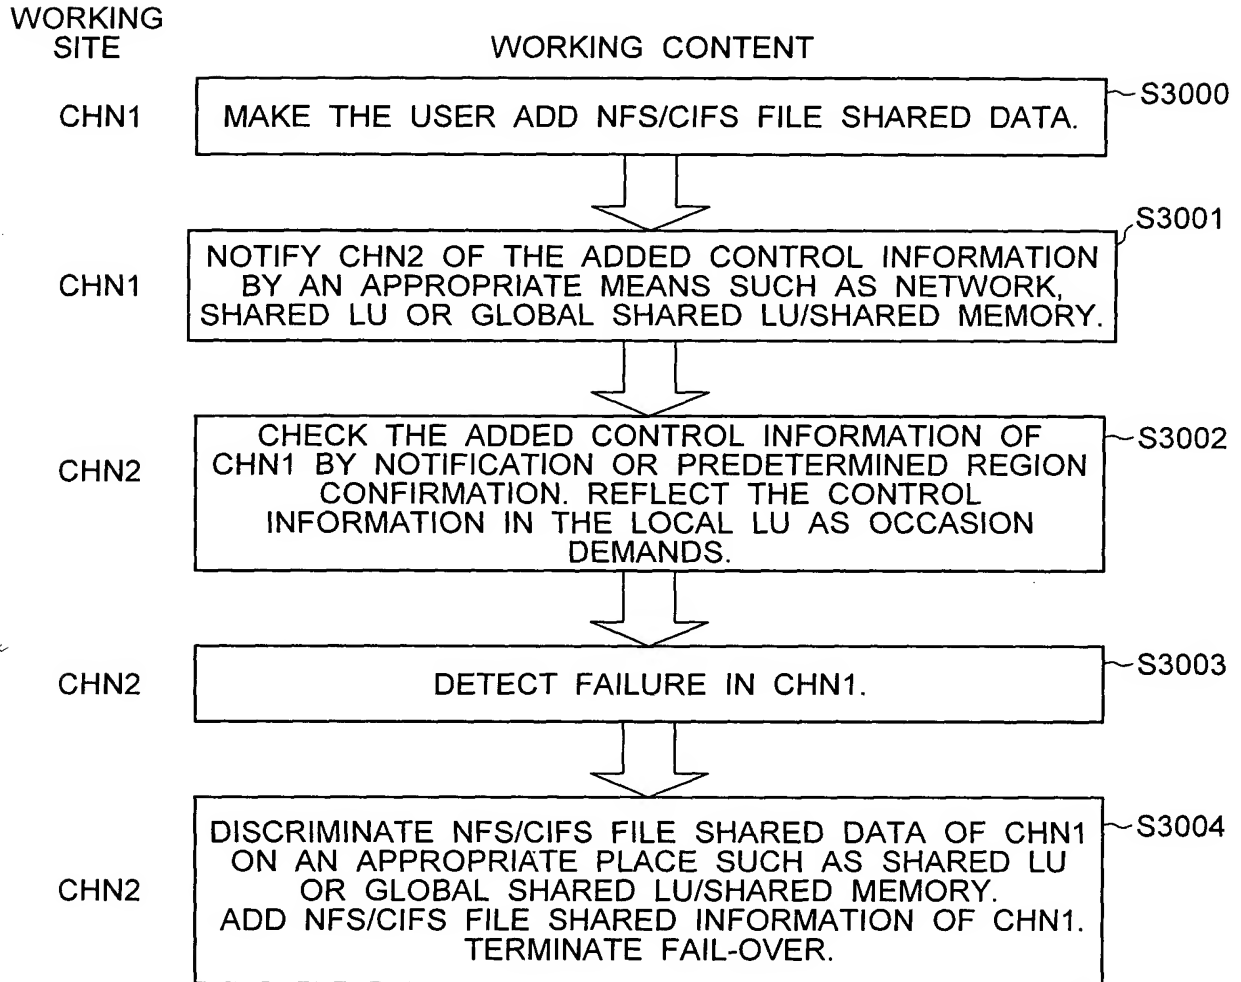 WORKING
SITE
WORKING CONTENT
CHN1
MAKE THE USER ADD NFS/CIFS FILE SHARED DATA.
S3000
CHN1
NOTIFY CHN2 OF THE ADDED CONTROL INFORMATION
BY AN APPROPRIATE MEANS SUCH AS NETWORK,
SHARED LU OR GLOBAL SHARED LU/SHARED MEMORY.
S3001
CHN2
CHECK THE ADDED CONTROL INFORMATION OF
CHN1 BY NOTIFICATION OR PREDETERMINED REGION
CONFIRMATION. REFLECT THE CONTROL
INFORMATION IN THE LOCAL LU AS OCCASION
DEMANDS.
S3002
CHN2
DETECT FAILURE IN CHN1.
S3003
CHN2
DISCRIMINATE NFS/CIFS FILE SHARED DATA OF CHN1
ON AN APPROPRIATE PLACE SUCH AS SHARED LU
OR GLOBAL SHARED LU/SHARED MEMORY.
ADD NFS/CIFS FILE SHARED INFORMATION OF CHN1.
TERMINATE FAIL-OVER.
S3004